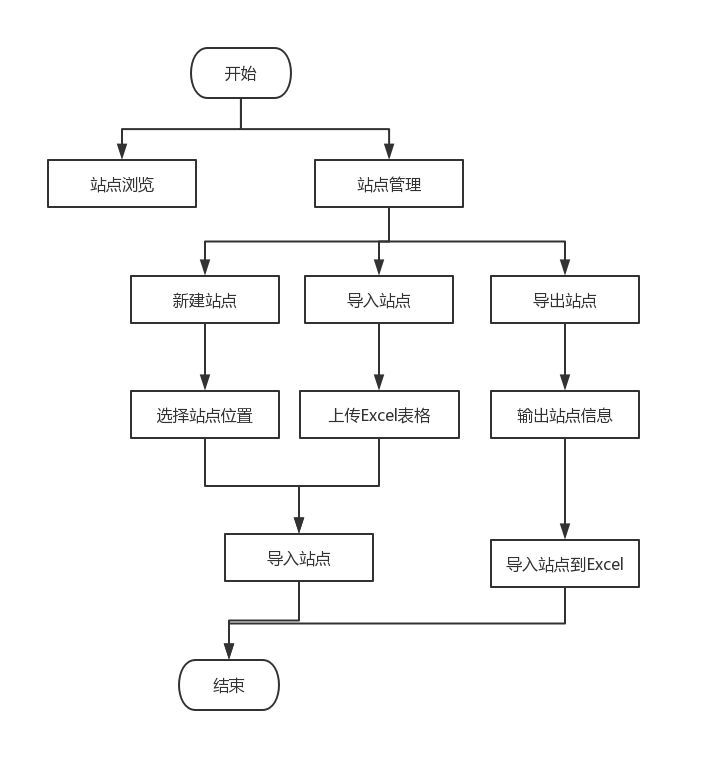 开始
站点浏览
站点管理
新建站点
导入站点
导出站点
选择站点位置
上传Excel表格
输出站点信息
导入站点
导入站点到Excel
结束